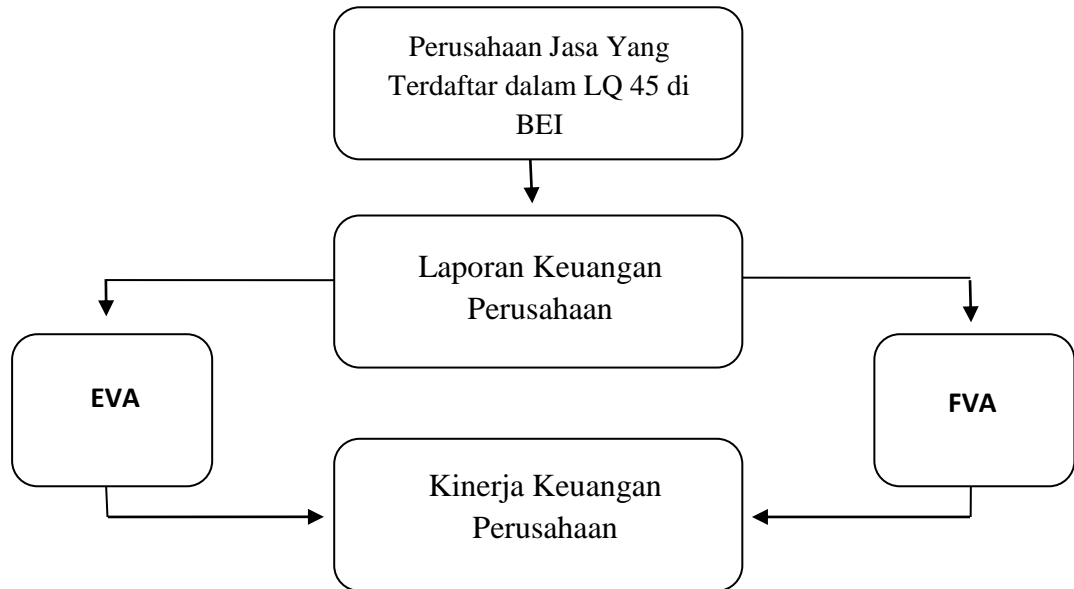 Perusahaan Jasa Yang
Terdaftar dalam LQ 45 di
BEI
Laporan Keuangan
Perusahaan
EVA
FVA
Kinerja Keuangan
Perusahaan